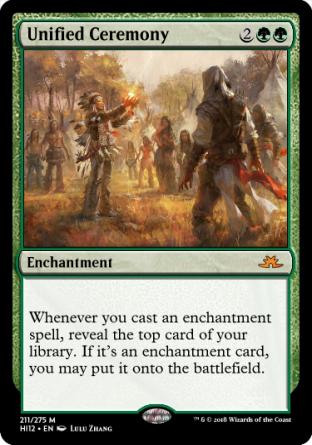 Unified Ceremony 2
Enchantment
Whenever you cast an enchantment
spell, reveal the top card of your
library. If it's an enchantment card,
you may put it onto the battlefield.
211/275 M
HI12 • EN LULU ZHANG
™ & © 2018 Wizards of the Coast